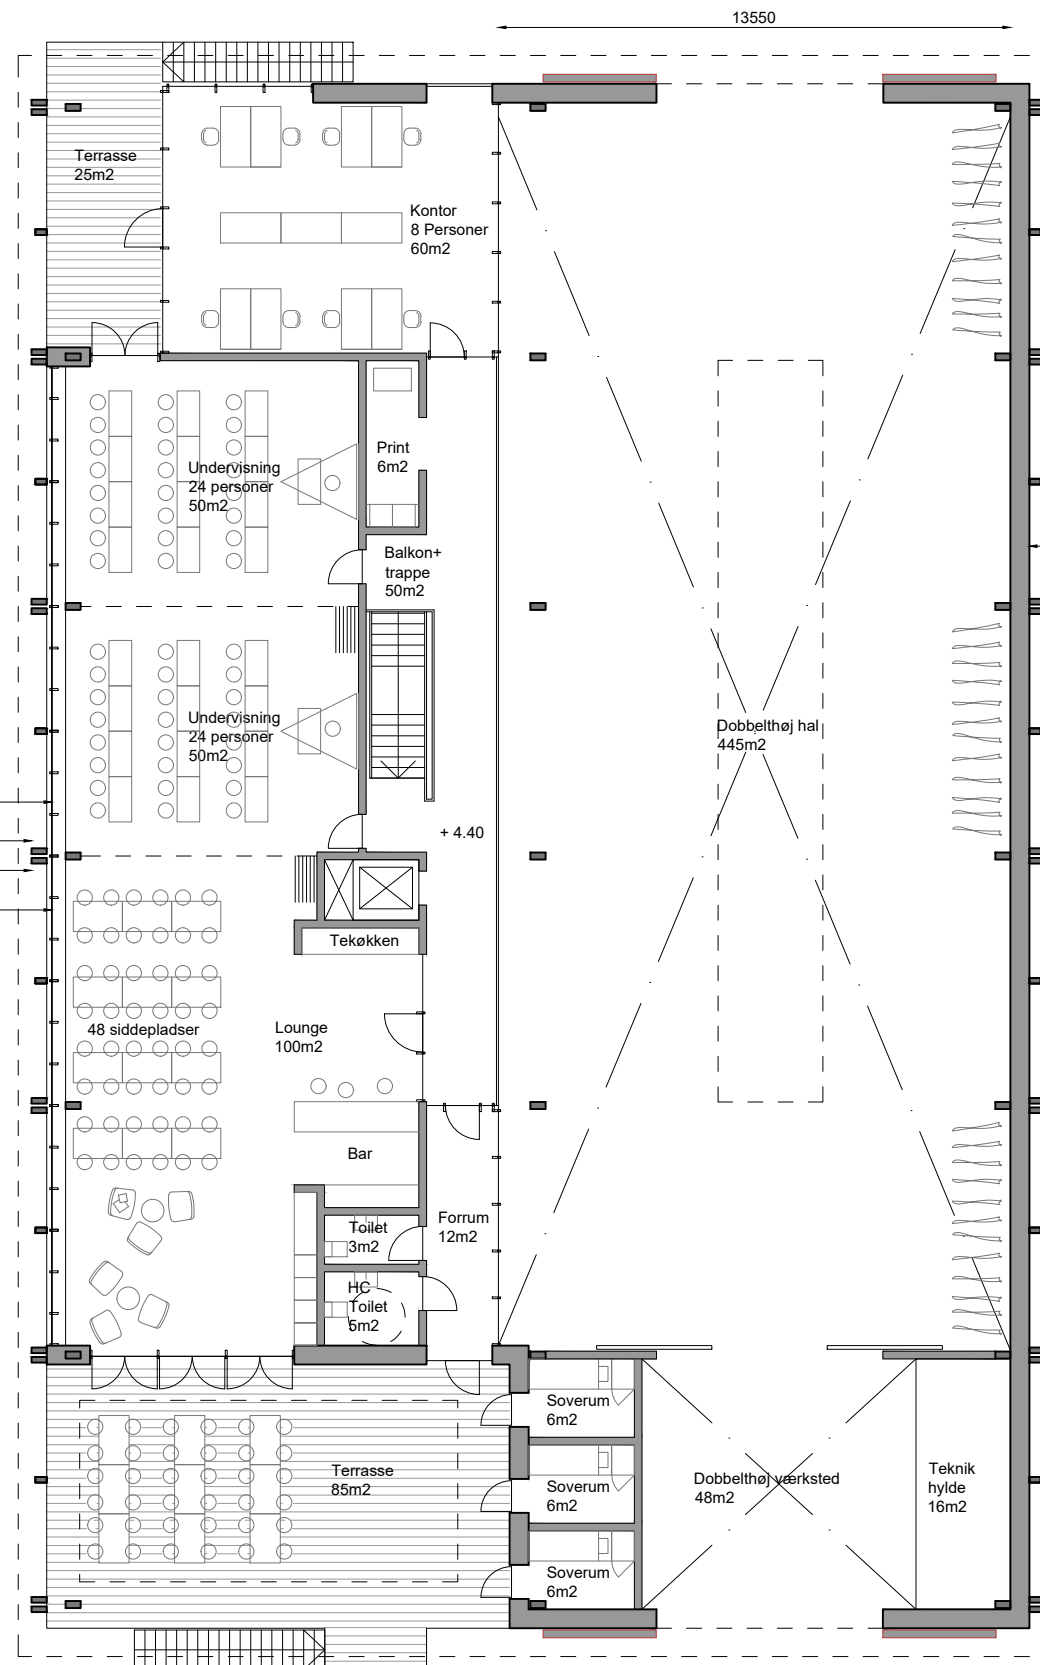 13550
Terrasse
25m2
Kontor
8 Personer
60m2
Print
6m2
Undervisning
24 personer
50m2
Balkon+
trappe
50m2
Undervisning
24 personer
50m2
Dobbelthøj hal
445m2
+ 4.40
Tekøkken
48 siddepladser
Lounge
100m2
Bar
Toilet
3m2
Forrum
12m2
HC
Toilet
5m2
Soverum
6m2
Terrasse
85m2
Soverum
6m2
Dobbelthøj værksted
48m2
Teknik
hylde
16m2
Soverum
6m2